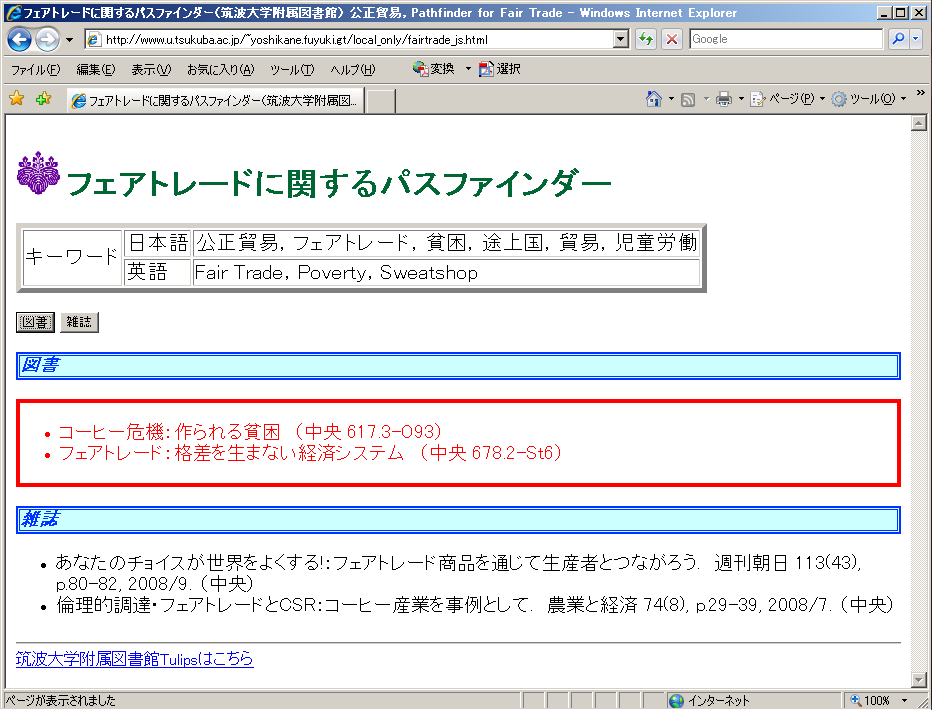 フェアトレードに関するパスファインダー(筑波大学附属図書館) 公正貿易, Pathfinder for Fair Trade - Windows Internet Explorer
http://www.u.tsukuba.ac.jp/~yoshikane.fuyuki.gt/local_only/fairtrade_js.html
Google
ファイル(F) 編集(E) 表示(V) お気に入り(A) ツール(T) ヘルプ(H) 変換 選択
フェアトレードに関するパスファインダー(筑波大学附属図... ページ(P) ツール(O) »
フェアトレードに関するパスファインダー
キーワード
日本語 公正貿易, フェアトレード, 貧困, 途上国, 貿易, 児童労働
英語 Fair Trade, Poverty, Sweatshop
図書 雑誌
図書
• コーヒー危機:作られる貧困 (中央 617.3-O93)
• フェアトレード:格差を生まない経済システム (中央 678.2-St6)
雑誌
• あなたのチョイスが世界をよくする!:フェアトレード商品を通じて生産者とつながろう. 週刊朝日 113(43),
p.80-82, 2008/9. (中央)
• 倫理的調達・フェアトレードとCSR:コーヒー産業を事例として. 農業と経済 74(8), p.29-39, 2008/7. (中央)
筑波大学附属図書館Tulipsはこちら
ページが表示されました インターネット 100%